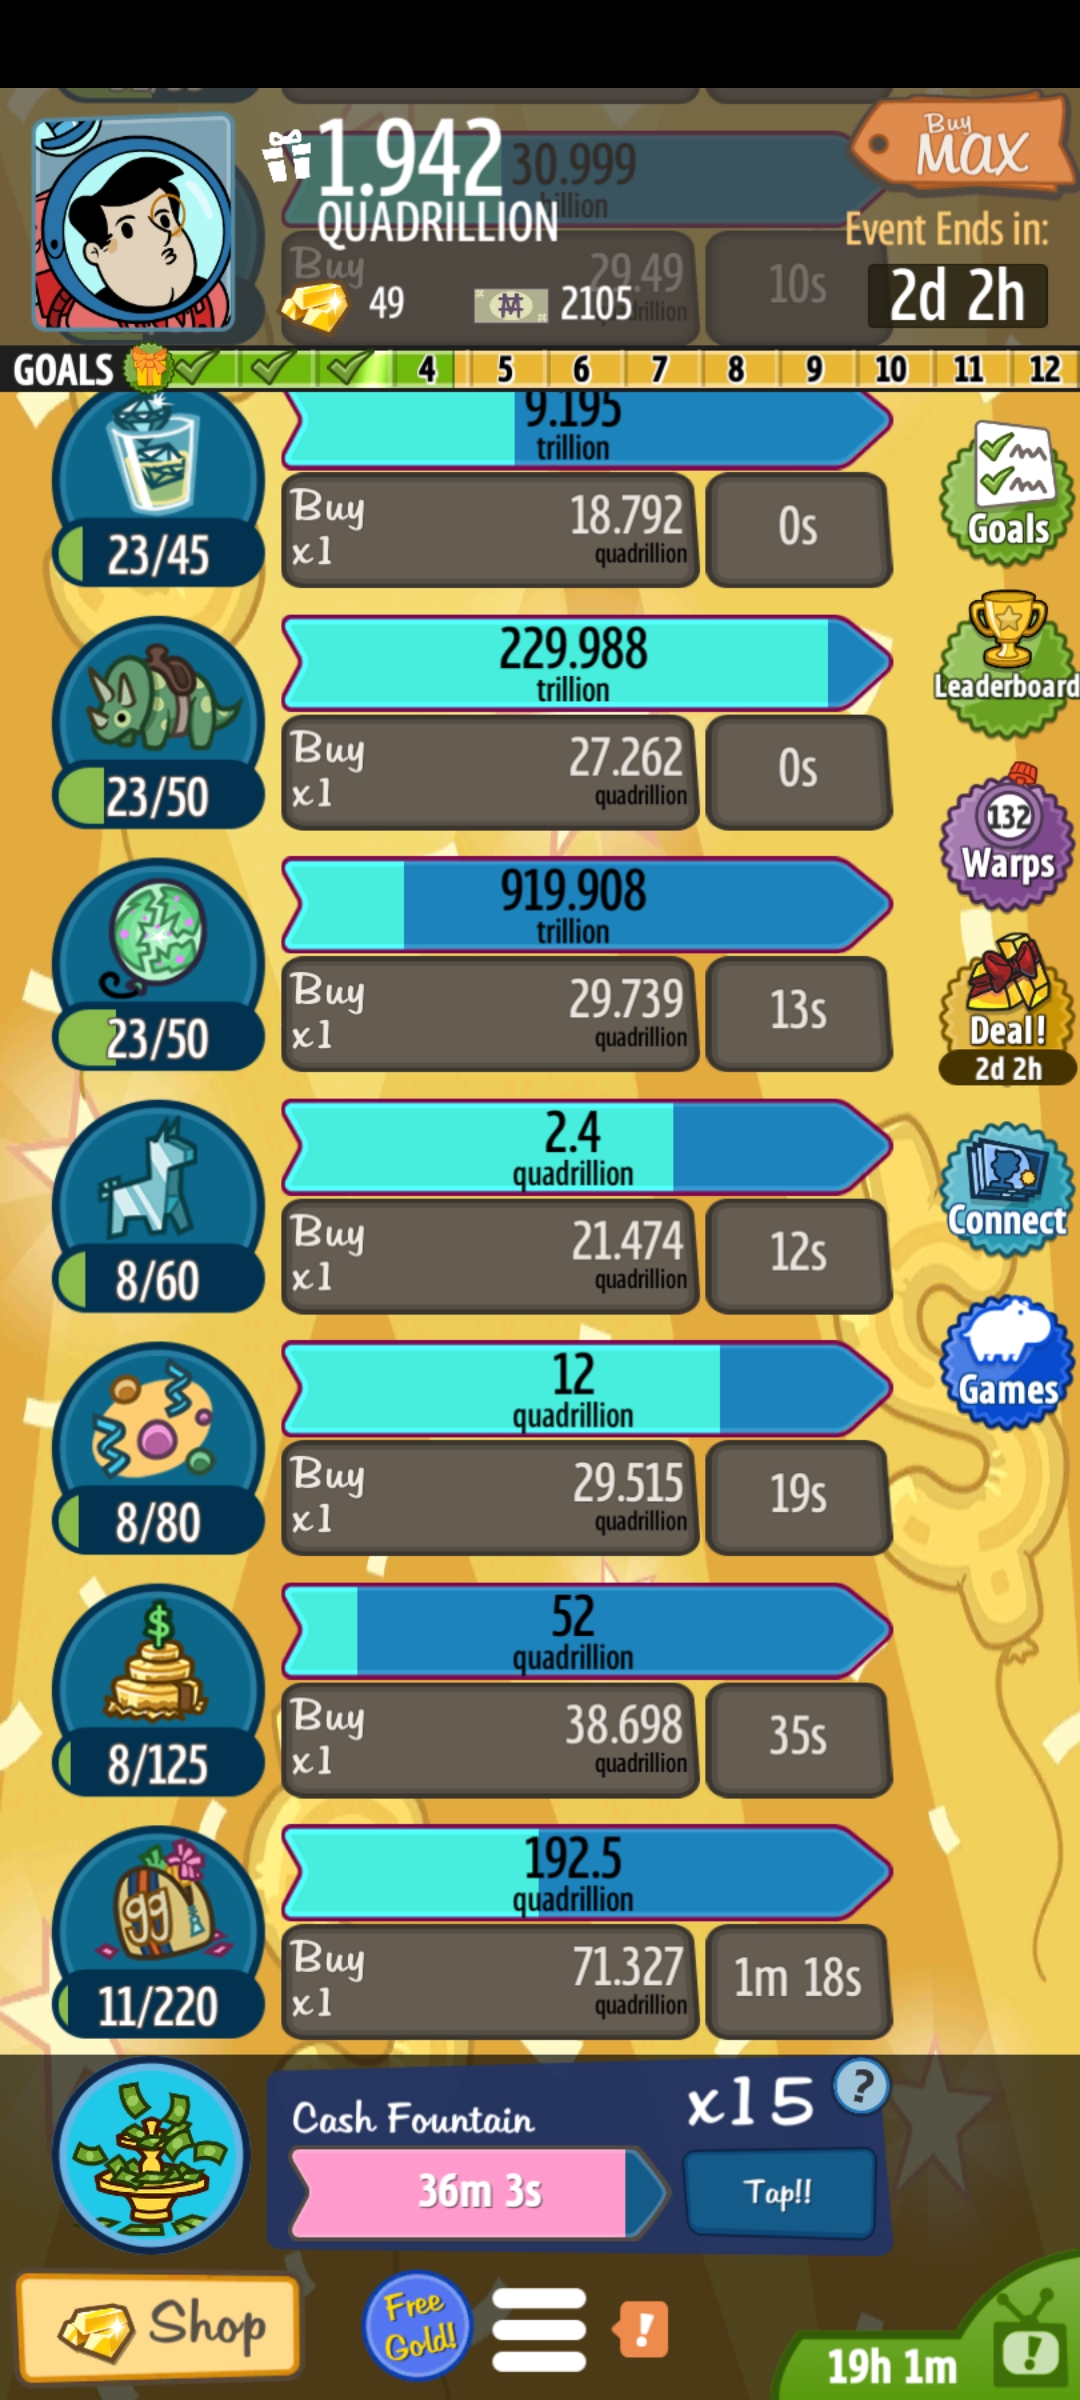 1.942
30.999
QUADRILLION
Buy
MAX
Event Ends in:
2d 2h
Buy
29.49
10s
49
2105
GOALS
4 5 6 7 8 9 10 11 12
9.195
trillion
Buy
x1
18.792
quadrillion
0s
23/45
Goals
229.988
trillion
Buy
x1
27.262
quadrillion
0s
23/50
Leaderboard
919.908
trillion
Buy
x1
29.739
quadrillion
13s
23/50
132
Warps
Deal!
2d 2h
2.4
quadrillion
Buy
x1
21.474
quadrillion
12s
8/60
Connect
12
quadrillion
Buy
x1
29.515
quadrillion
19s
8/80
Games
$
52
quadrillion
Buy
x1
38.698
quadrillion
35s
8/125
99
192.5
quadrillion
Buy
x1
71.327
quadrillion
1m 18s
11/220
Cash Fountain
x15
?
36m 3s
Tap!!
Shop
Free
Gold!
!
19h 1m
!